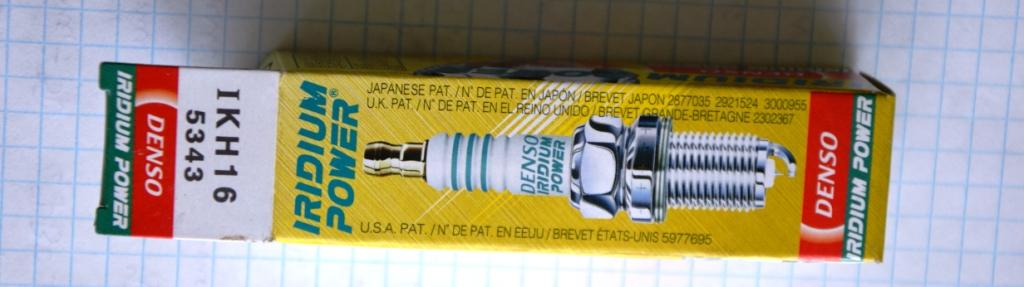 IRIDIUM POWER
DENSO
IKH16
5343
IRIDIUM
POWER®
JAPANESE PAT. / N° DE PAT. EN JAPÓN / BREVET JAPON 2677035 2921524 3000955
U.K. PAT. / N° DE PAT. EN EL REINO UNIDO / BREVET GRANDE-BRETAGNE 2302367
DENSO
IRIDIUM
POWER
U.S.A. PAT. / N° DE PAT. EN EEUU / BREVET ÉTATS-UNIS 5977695
DENSO
IRIDIUM POWER